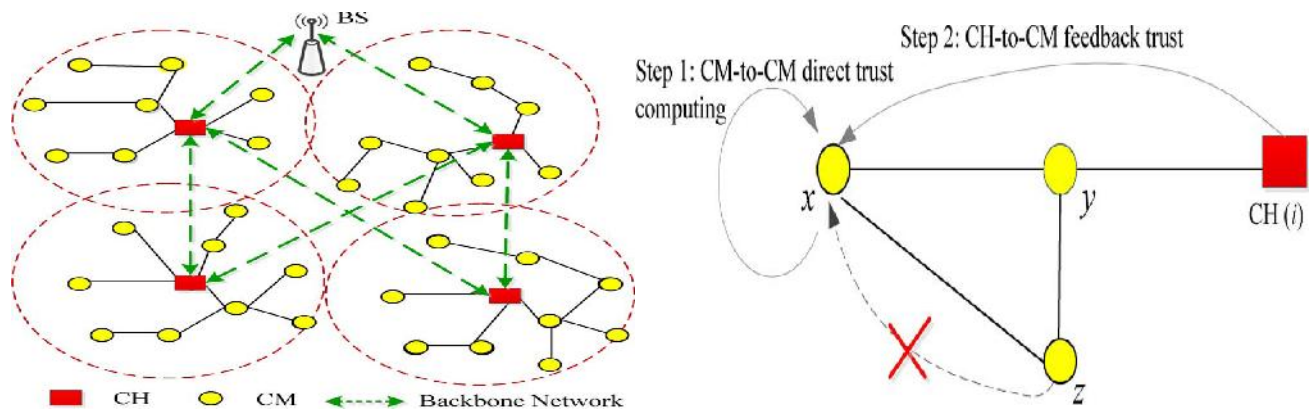 BS
CH
CM
Backbone Network
Step 2: CH-to-CM feedback trust
Step 1: CM-to-CM direct trust
computing
x
y
CH (i)
z